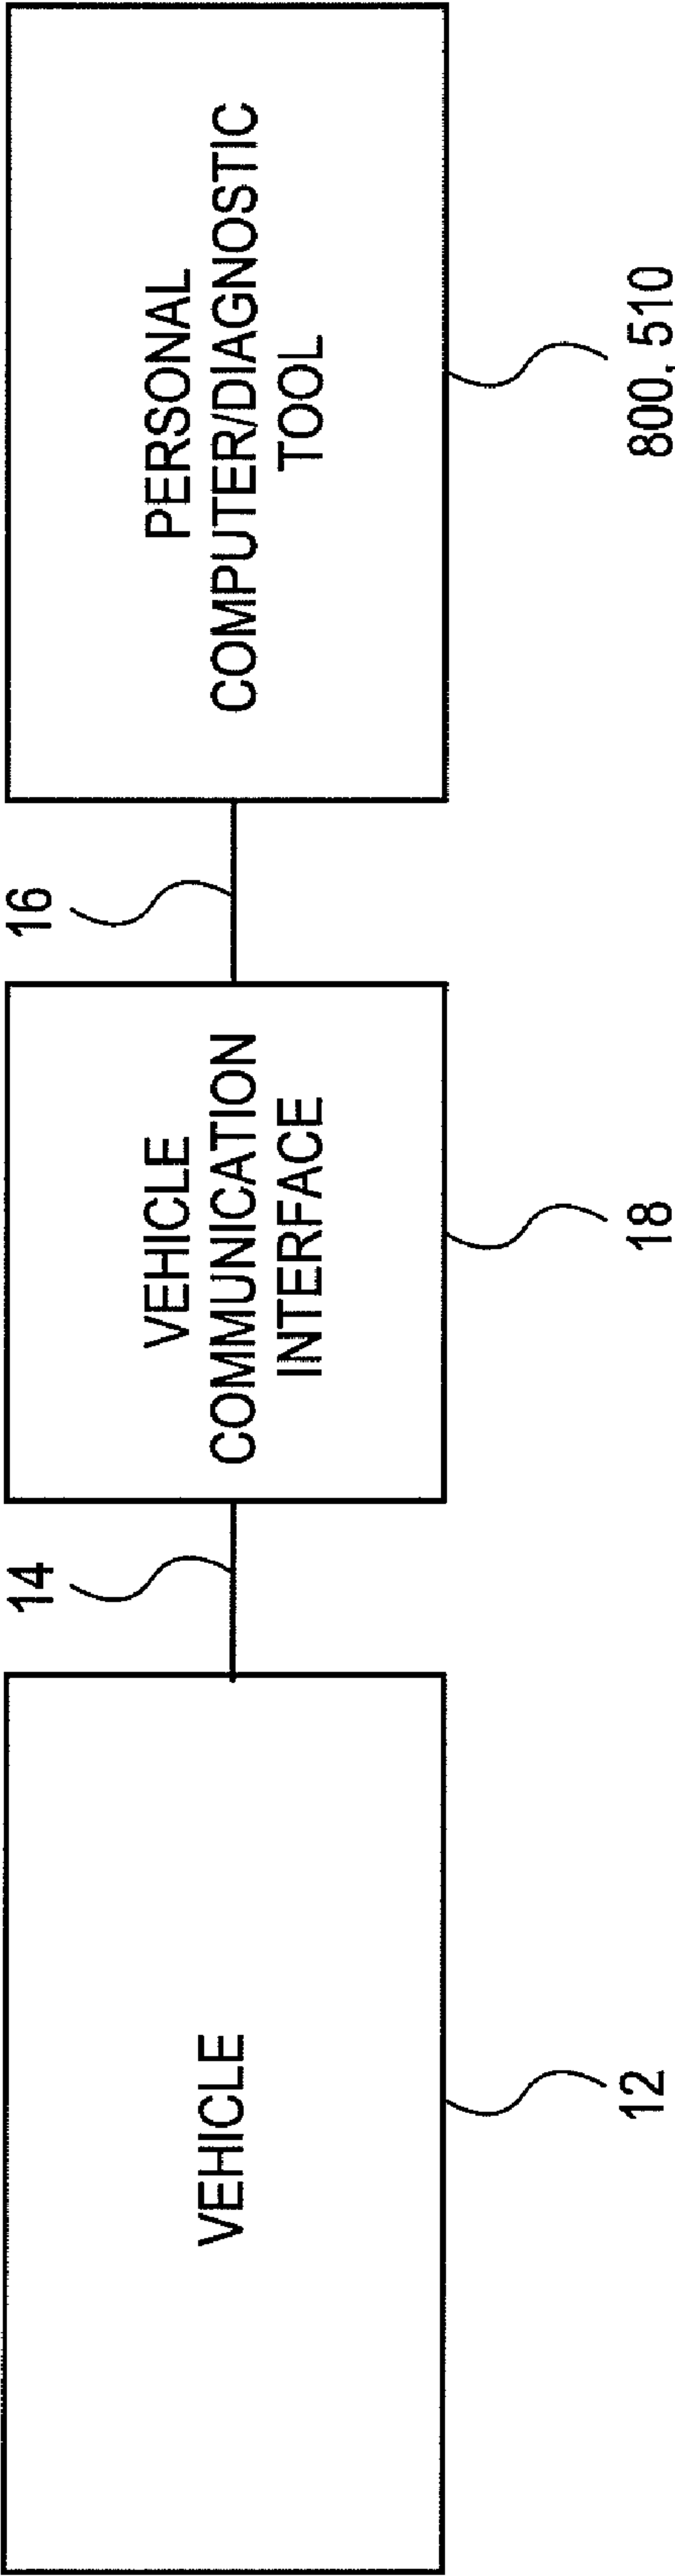 VEHICLE
12
14
VEHICLE
COMMUNICATION
INTERFACE
18
16
PERSONAL
COMPUTER/DIAGNOSTIC
TOOL
800, 510